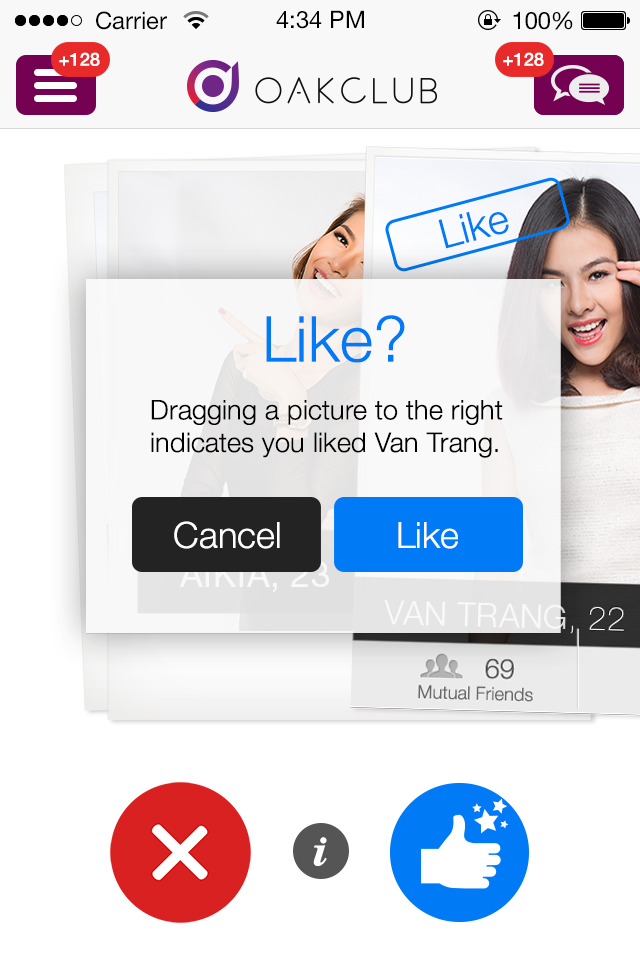 Carrier 4:34 PM 100%
+128 OAKCLUB +128
Like
Like?
Dragging a picture to the right
indicates you liked Van Trang.
Cancel Like
AIKIA, 23
VAN TRANG, 22
69
Mutual Friends
i